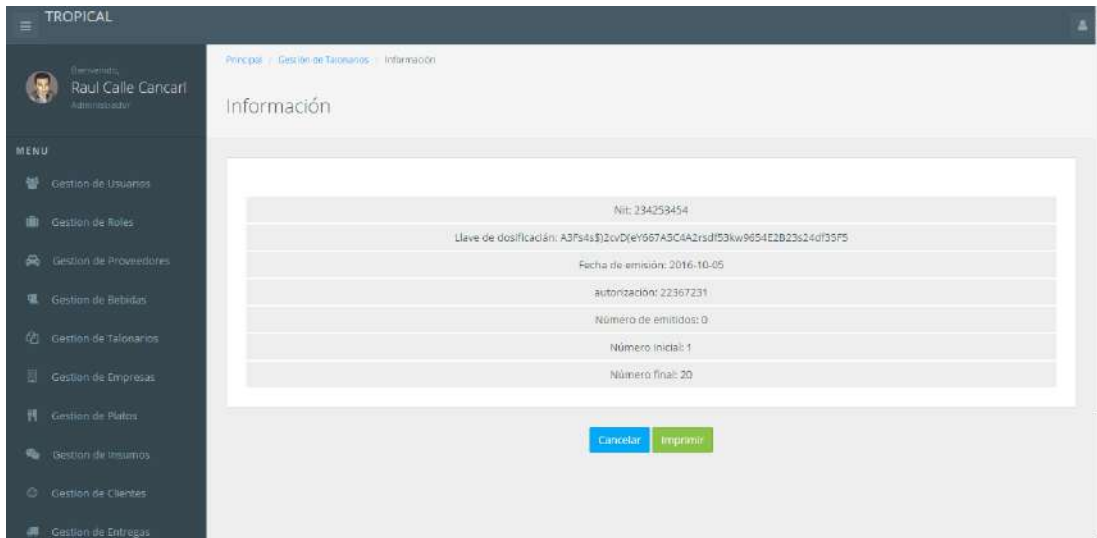 TROPICAL
Bienvenido,
Raul Calle Cancari
Administrador
MENU
Gestion de Usuarios
Gestion de Roles
Gestion de Proveedores
Gestion de Bebidas
Gestion de Talonarios
Gestion de Empresas
Gestion de Platos
Gestion de Insumos
Gestion de Clientes
Gestion de Entregas
Principal / Gestión de Talonarios / Información
Información
Nit: 234253454
Llave de dosificación:
Fecha de emisión: 2016-10-05
autorización: 22367231
Número de emitidos: 0
Número inicial: 1
Número final: 20
Cancelar
Imprimir